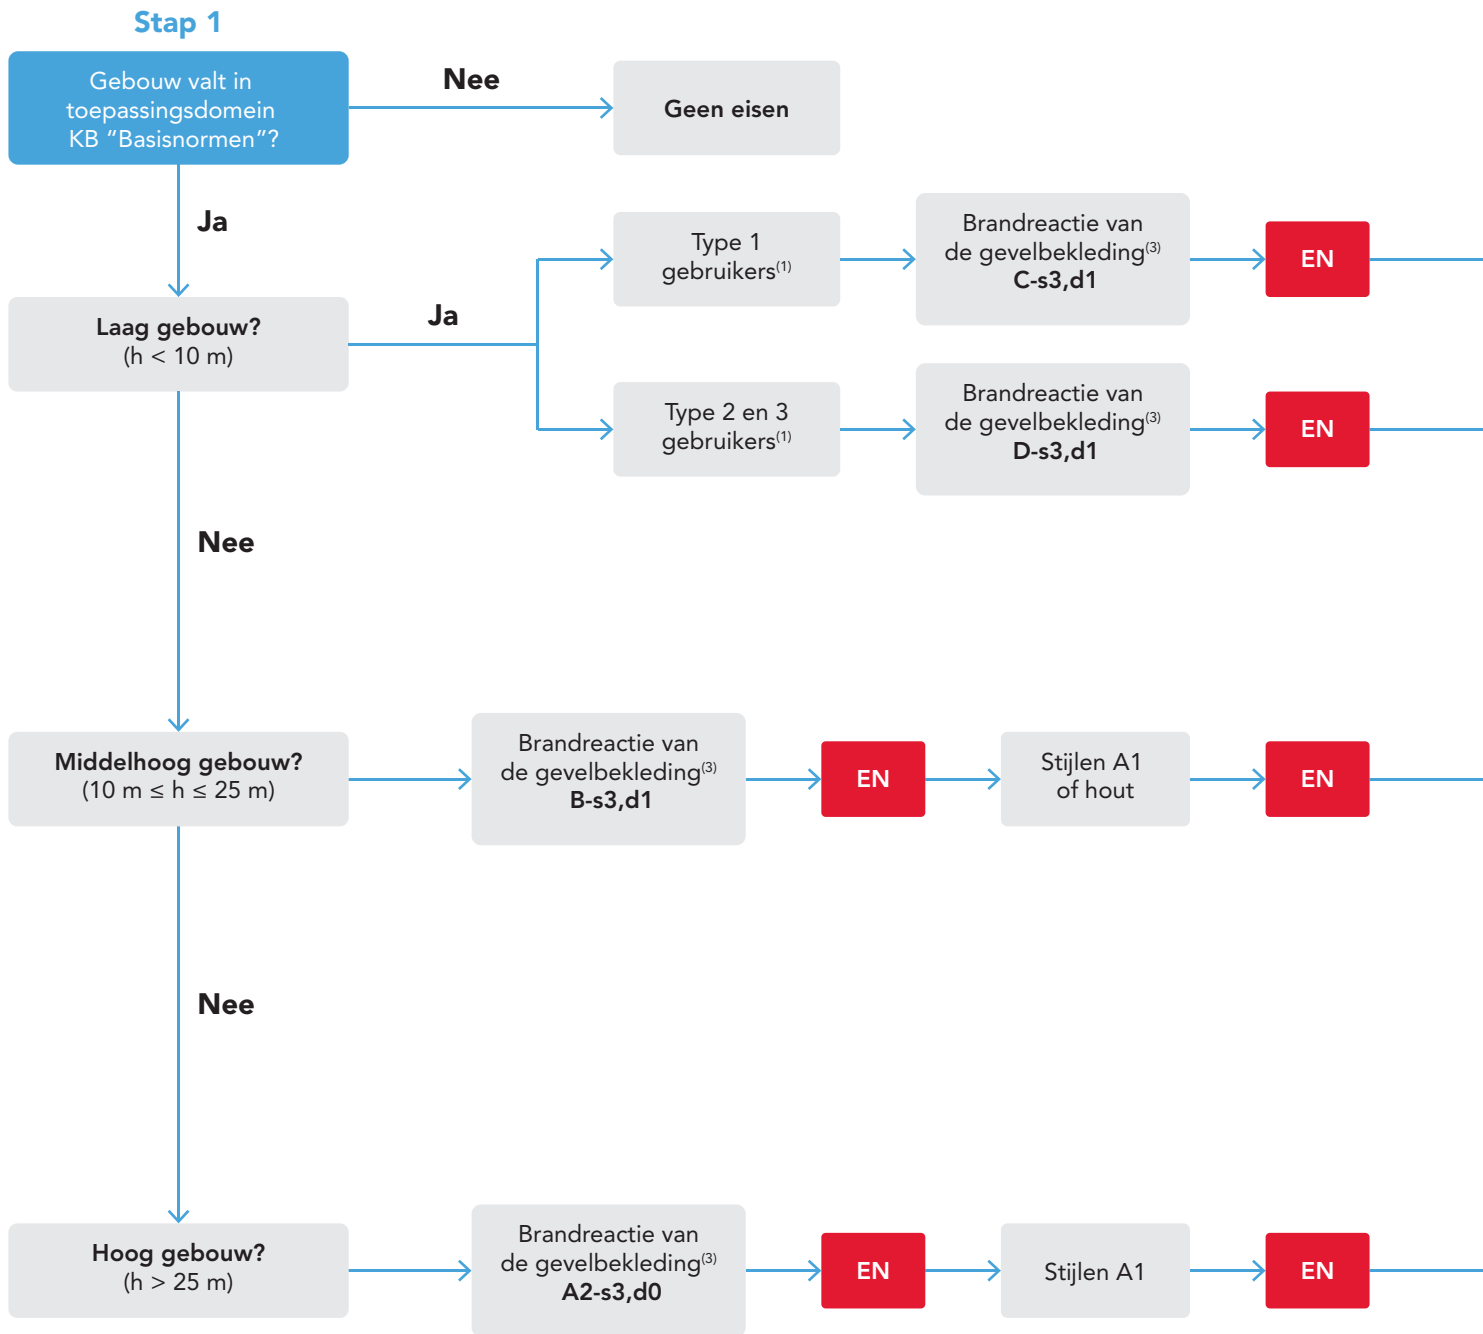 Stap 1
Gebouw valt in
toepassingsdomein
KB “Basisnormen”?
Nee
Geen eisen
Ja
Laag gebouw?
(h < 10 m)
Ja
Type 1
gebruikers(1)
Brandreactie van
de gevelbekleding(3)
C-s3,d1
EN
Type 2 en 3
gebruikers(1)
Brandreactie van
de gevelbekleding(3)
D-s3,d1
EN
Nee
Middelhoog gebouw?
(10 m ≤ h ≤ 25 m)
Brandreactie van
de gevelbekleding(3)
B-s3,d1
EN
Stijlen A1
of hout
EN
Nee
Hoog gebouw?
(h > 25 m)
Brandreactie van
de gevelbekleding(3)
A2-s3,d0
EN
Stijlen A1
EN